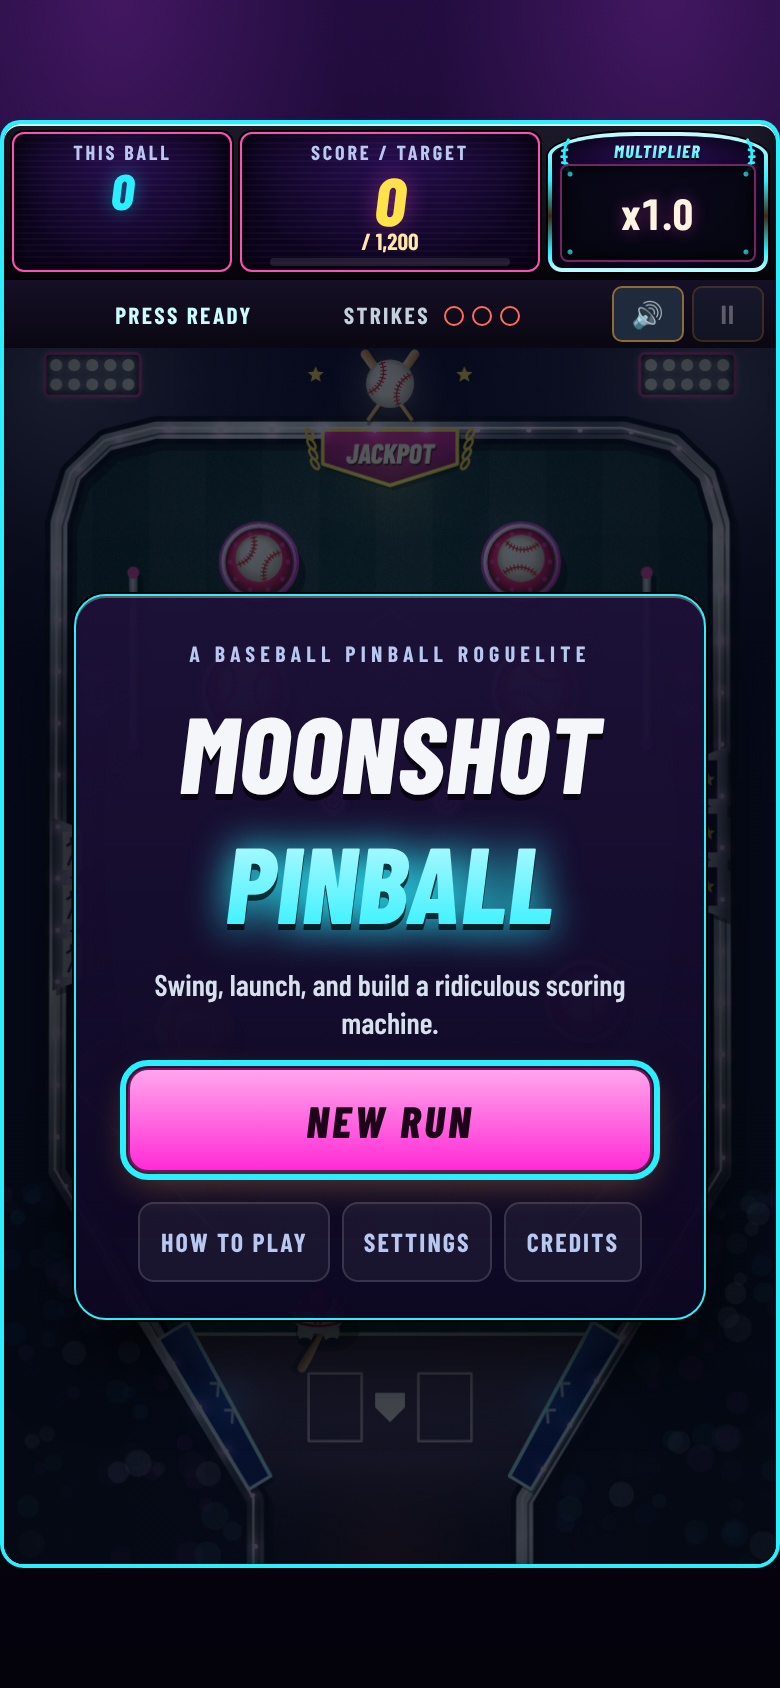 THIS BALL
0
SCORE / TARGET
0
/ 1,200
MULTIPLIER
x1.0
PRESS READY
STRIKES
JACKPOT
A BASEBALL PINBALL ROGUELITE
MOONSHOT
PINBALL
Swing, launch, and build a ridiculous scoring
machine.
NEW RUN
HOW TO PLAY
SETTINGS
CREDITS